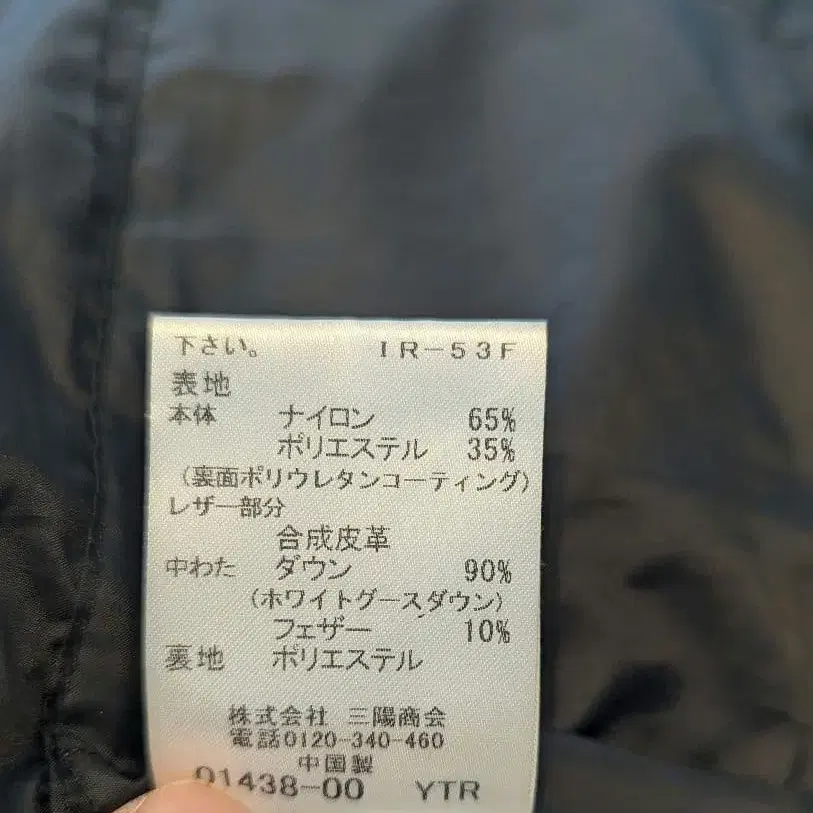 下さい。 IR-53F
表地
本体 ナイロン 65%
ポリエステル 35%
(裏面ポリウレタンコーティング)
レザー部分
合成皮革
中わた ダウン 90%
(ホワイトグースダウン)
フェザー 10%
裏地 ポリエステル
株式会社 三陽商会
電話0120-340-460
中国製
01438-00 YTR